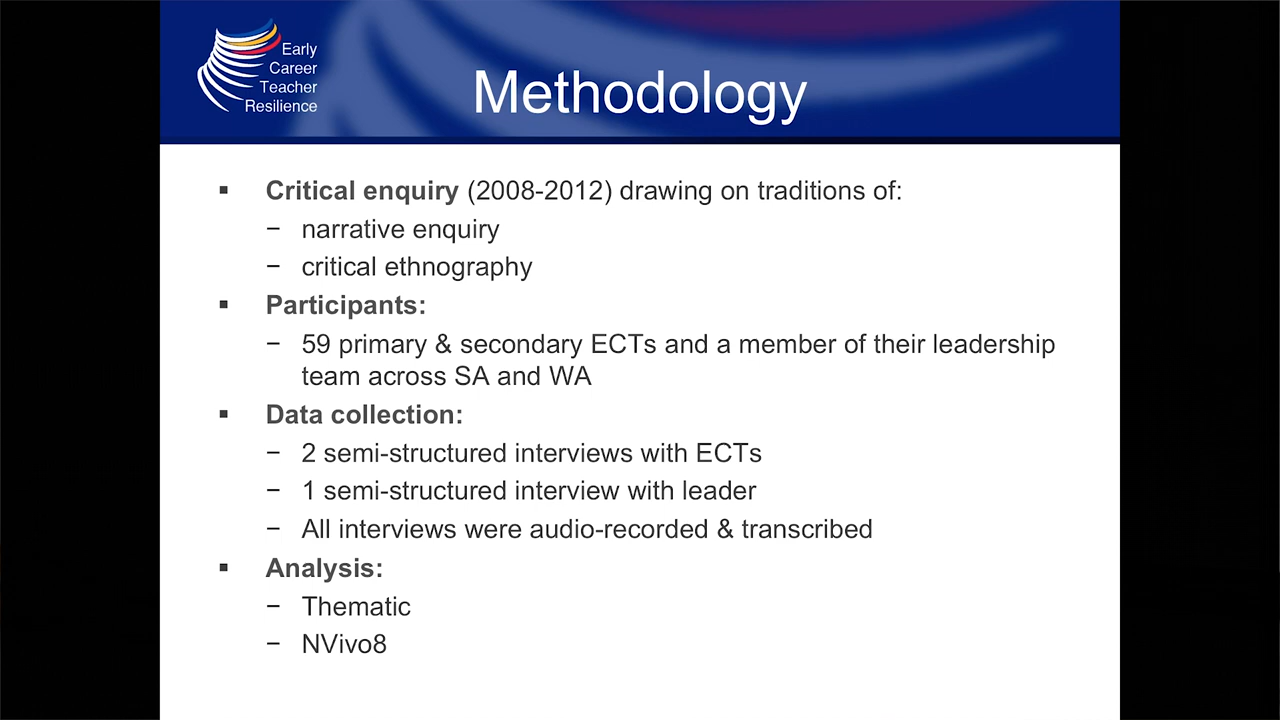 Early
Career
Teacher
Resilience
Methodology
▪ Critical enquiry (2008-2012) drawing on traditions of:
− narrative enquiry
− critical ethnography
▪ Participants:
− 59 primary & secondary ECTs and a member of their leadership
team across SA and WA
▪ Data collection:
− 2 semi-structured interviews with ECTs
− 1 semi-structured interview with leader
− All interviews were audio-recorded & transcribed
▪ Analysis:
− Thematic
− NVivo8